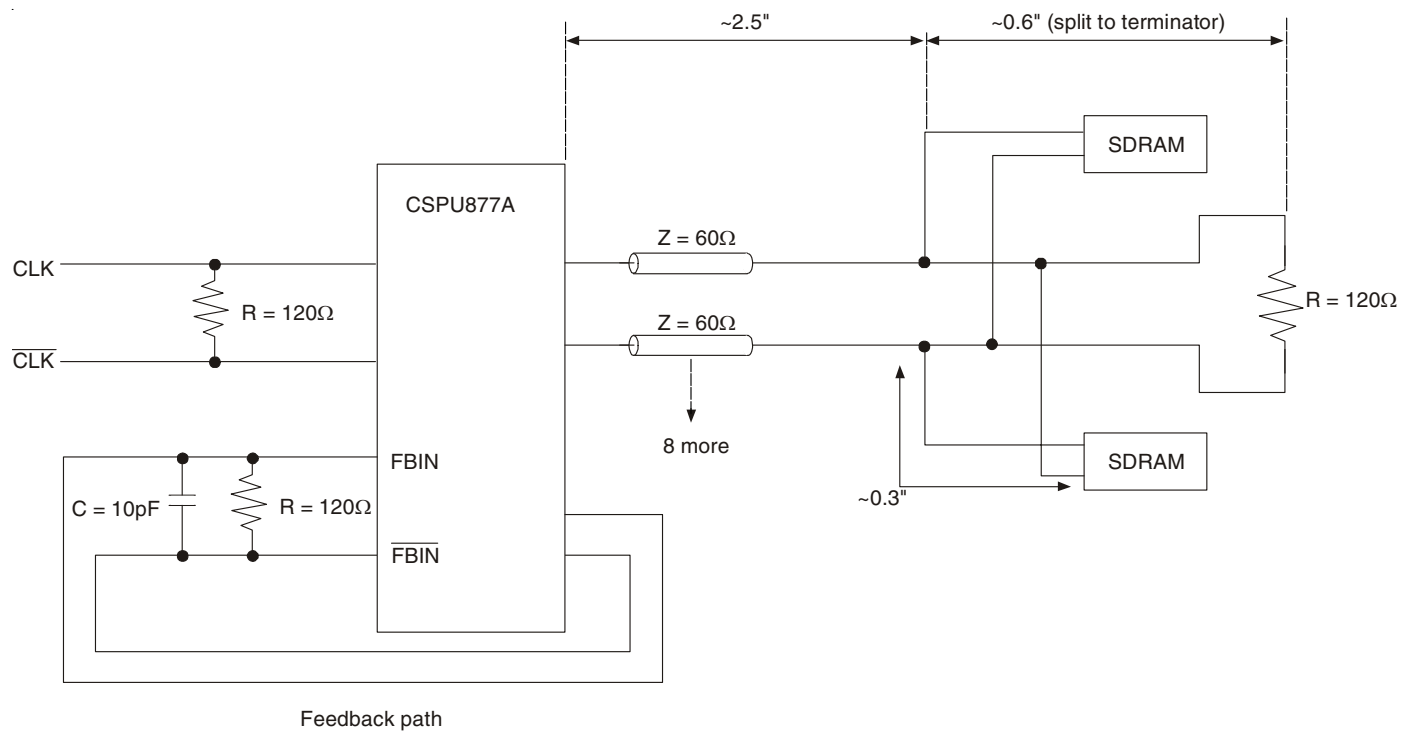 ~2.5"
~0.6" (split to terminator)
SDRAM
CSPU877A
Z = 60Ω
CLK
R = 120Ω
R = 120Ω
Z = 60Ω
CLK
8 more
FBIN
SDRAM
~0.3"
C = 10pF
R = 120Ω
FBIN
Feedback path